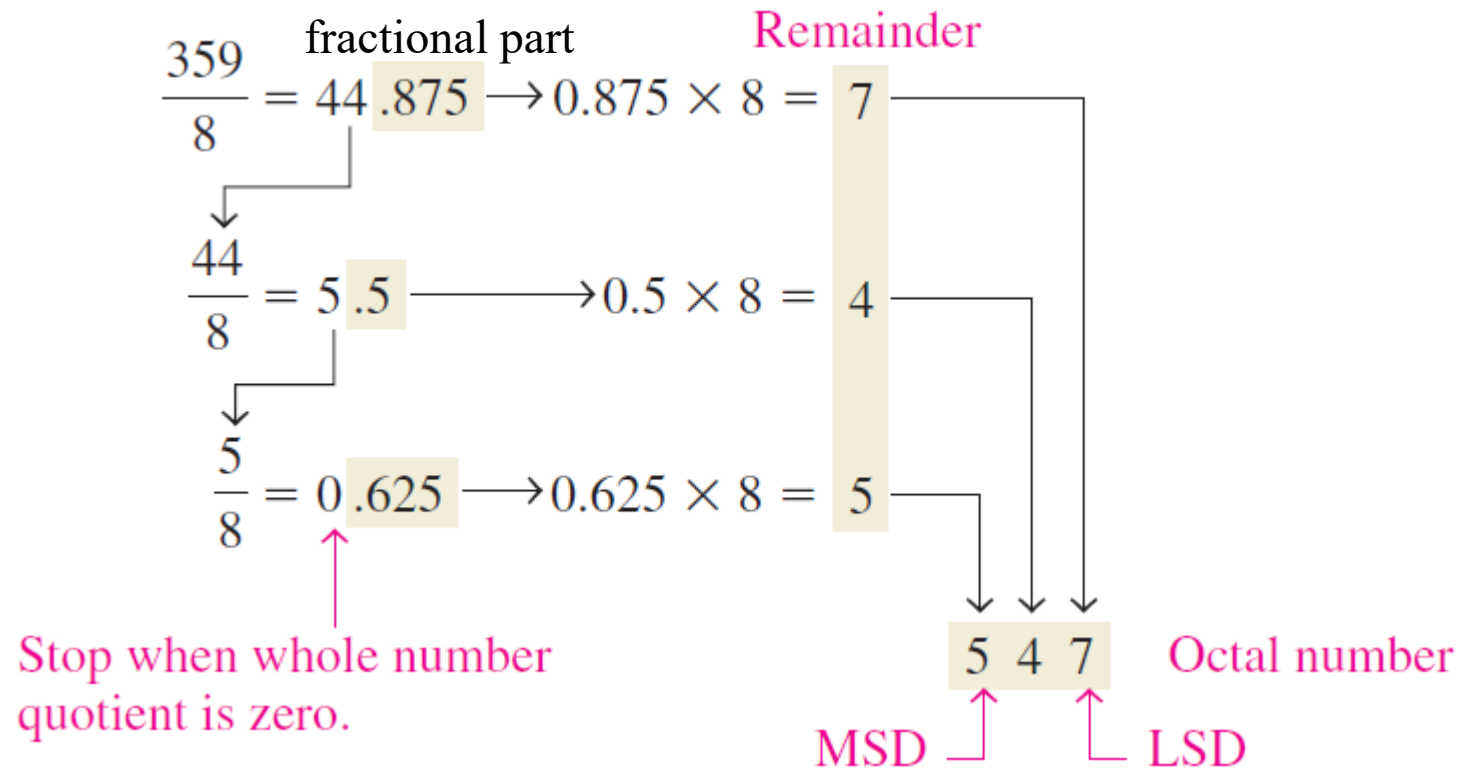 fractional part Remainder
359/8 = 44 .875 → 0.875 × 8 = 7
44/8 = 5 .5 → 0.5 × 8 = 4
5/8 = 0 .625 → 0.625 × 8 = 5
Stop when whole number
quotient is zero.
5 4 7 Octal number
MSD LSD